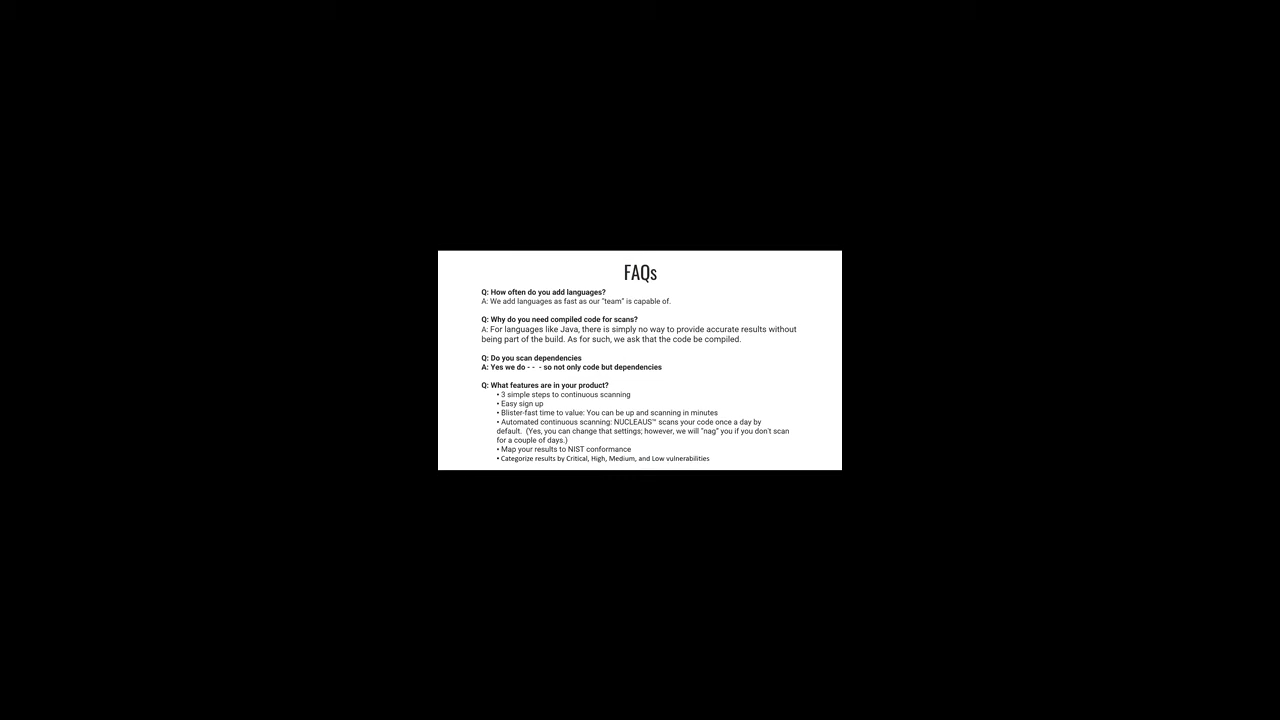 FAQs
Q: How often do you add languages?
A: We add languages as fast as our "team" is capable of.
Q: Why do you need compiled code for scans?
A: For languages like Java, there is simply no way to provide accurate results without
being part of the build. As for such, we ask that the code be compiled.
Q: Do you scan dependencies
A: Yes we do - -  - so not only code but dependencies
Q: What features are in your product?
• 3 simple steps to continuous scanning
• Easy sign up
• Blister-fast time to value: You can be up and scanning in minutes
• Automated continuous scanning: NUCLEAUS™ scans your code once a day by
default.  (Yes, you can change that settings; however, we will "nag" you if you don't scan
for a couple of days.)
• Map your results to NIST conformance
• Categorize results by Critical, High, Medium, and Low vulnerabilities